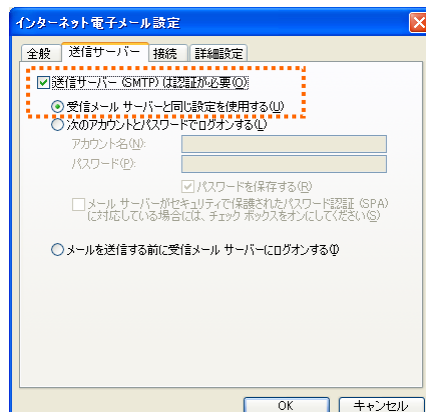 インターネット電子メール設定
全般 送信サーバー 接続 詳細設定
送信サーバー (SMTP) は認証が必要(O)
受信メール サーバーと同じ設定を使用する(U)
次のアカウントとパスワードでログオンする(L)
アカウント名(N):
パスワード(P):
パスワードを保存する(R)
メール サーバーがセキュリティで保護されたパスワード認証 (SPA)
に対応している場合には、チェック ボックスをオンにしてください(S)
メールを送信する前に受信メール サーバーにログオンする(I)
OK キャンセル